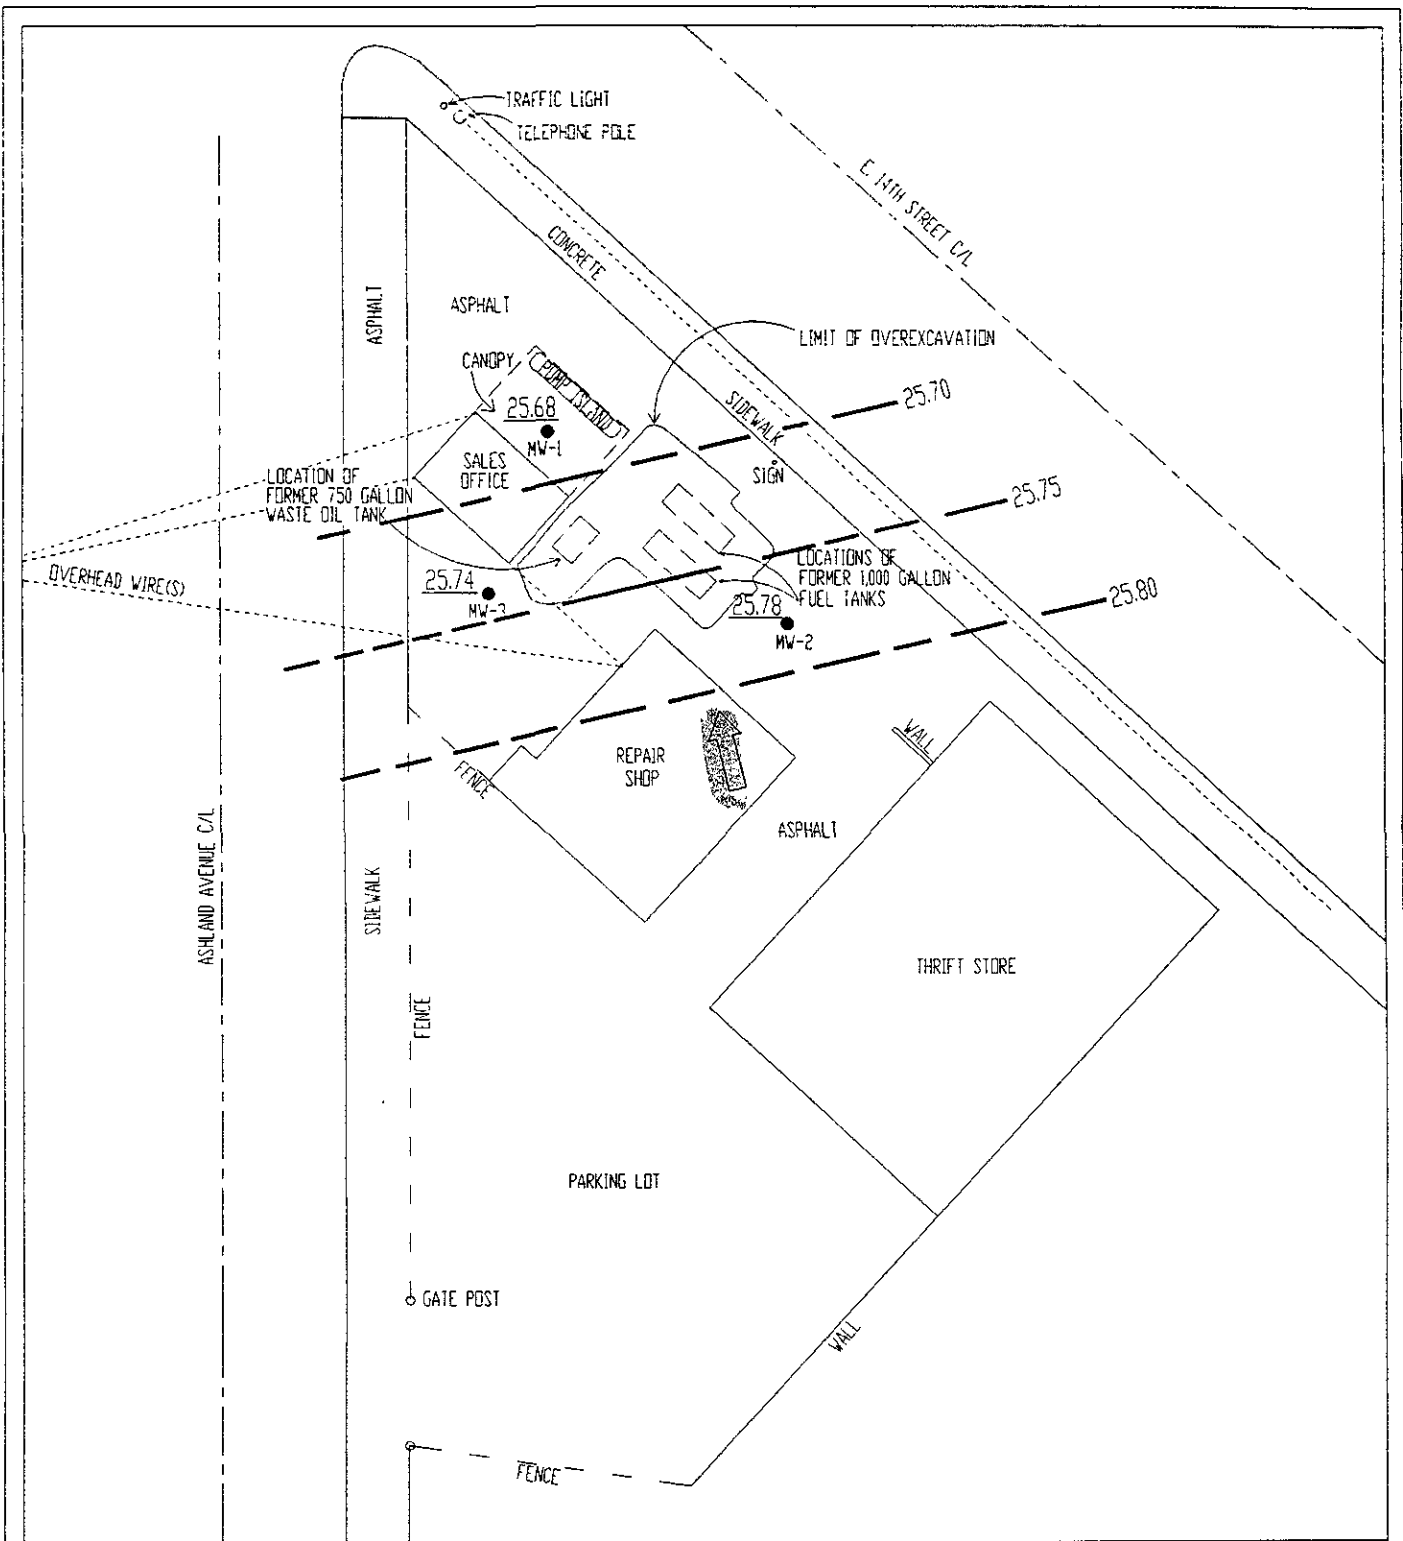 TRAFFIC LIGHT
TELEPHONE POLE
E. 14TH STREET C/L
CONCRETE
ASPHALT
ASPHALT
LIMIT OF OVEREXCAVATION
CANOPY
PUMP ISLAND
25.70
25.68
MW-1
SIDEWALK
SALES
OFFICE
SIGN
LOCATION OF
FORMER 750 GALLON
WASTE OIL TANK
25.75
OVERHEAD WIRE(S)
25.74
MW-3
LOCATIONS OF
FORMER 1,000 GALLON
FUEL TANKS
25.78
MW-2
25.80
WALL
REPAIR
SHOP
FENCE
ASPHALT
ASHLAND AVENUE C/L
SIDEWALK
THRIFT STORE
FENCE
PARKING LOT
GATE POST
WALL
FENCE